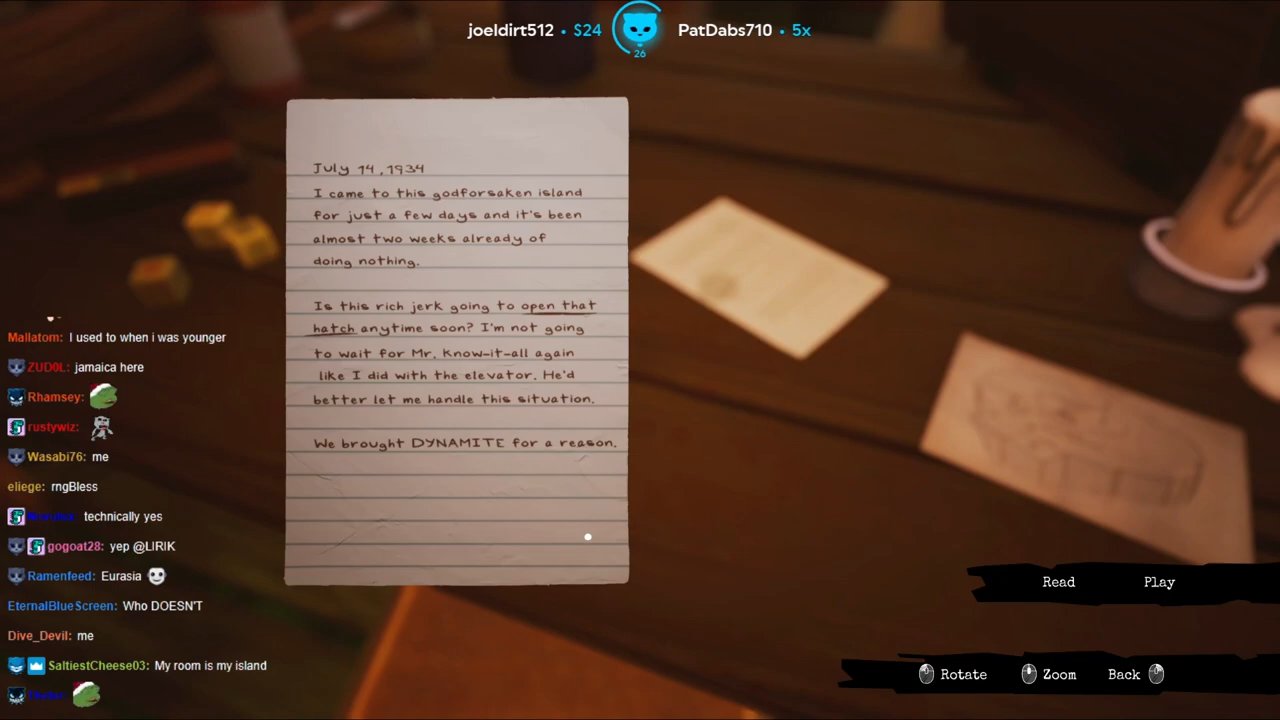 joeldirt512 • $24
26
PatDabs710 • 5x
July 14, 1934
I came to this godforsaken island
for just a few days and it's been
almost two weeks already of
doing nothing.
Is this rich jerk going to open that
hatch anytime soon? I'm not going
to wait for Mr. Know-it-all again
like I did with the elevator. He'd
better let me handle this situation.
We brought DYNAMITE for a reason.
Mallatom: I used to when i was younger
ZUD0L: jamaica here
Rhamsey:
rustywiz:
Wasabi76: me
eliege: rngBless
technically yes
gogoat28: yep @LIRIK
Ramenfeed: Eurasia
EternalBlueScreen: Who DOESN'T
Dive_Devil: me
SaltiestCheese03: My room is my island
Read Play
Rotate Zoom Back